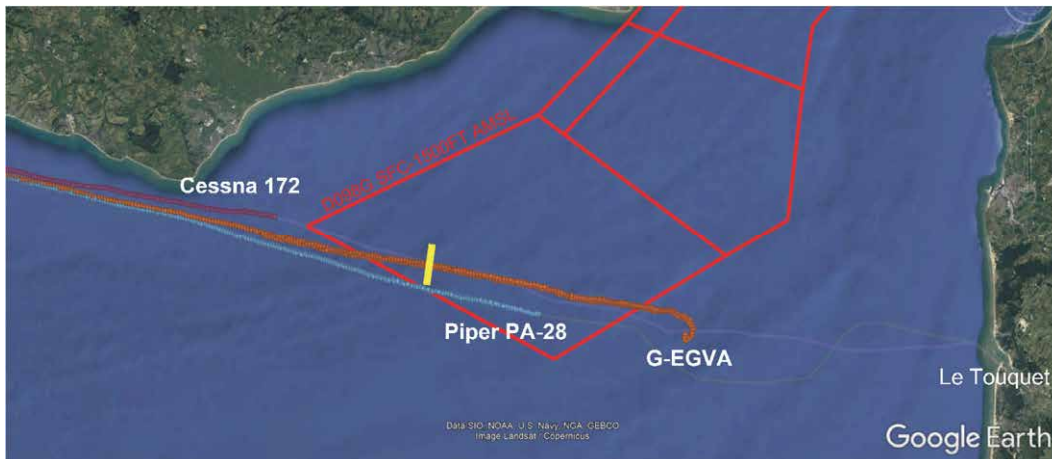 D098G SFC-1500FT AMSL
Cessna 172
Piper PA-28
G-EGVA
Le Touquet
Data SIO, NOAA, U.S. Navy, NGA, GEBCO
Image Landsat / Copernicus
Google Earth